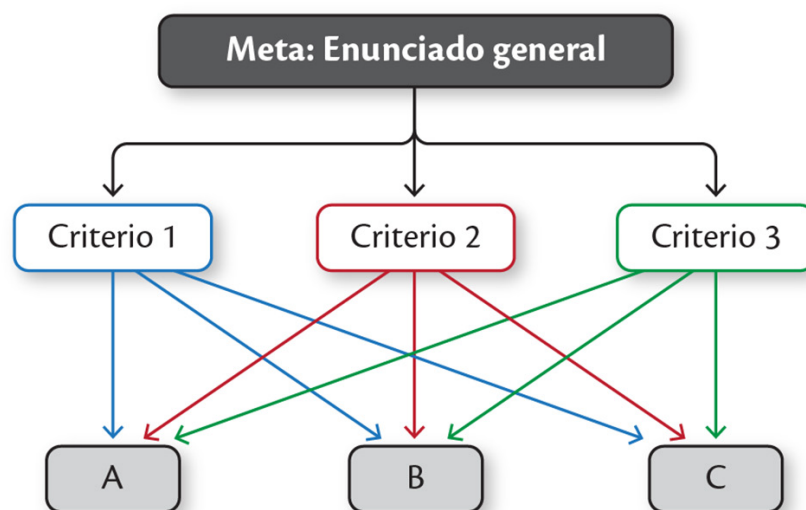 Meta: Enunciado general
Criterio 1
Criterio 2
Criterio 3
A
B
C